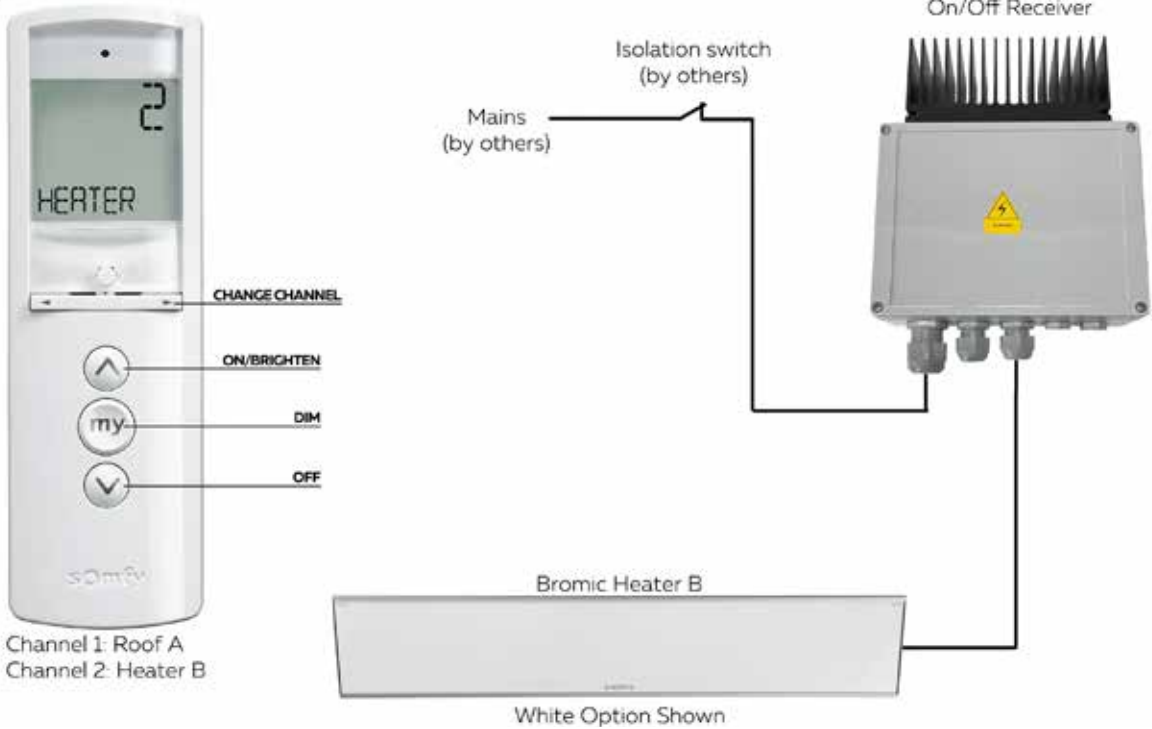 On/Off Receiver
Isolation switch
(by others)
Mains
(by others)
2
HEATER
CHANGE CHANNEL
ON/BRIGHTEN
my
DIM
OFF
somfy
Bromic Heater B
White Option Shown
Channel 1: Roof A
Channel 2: Heater B